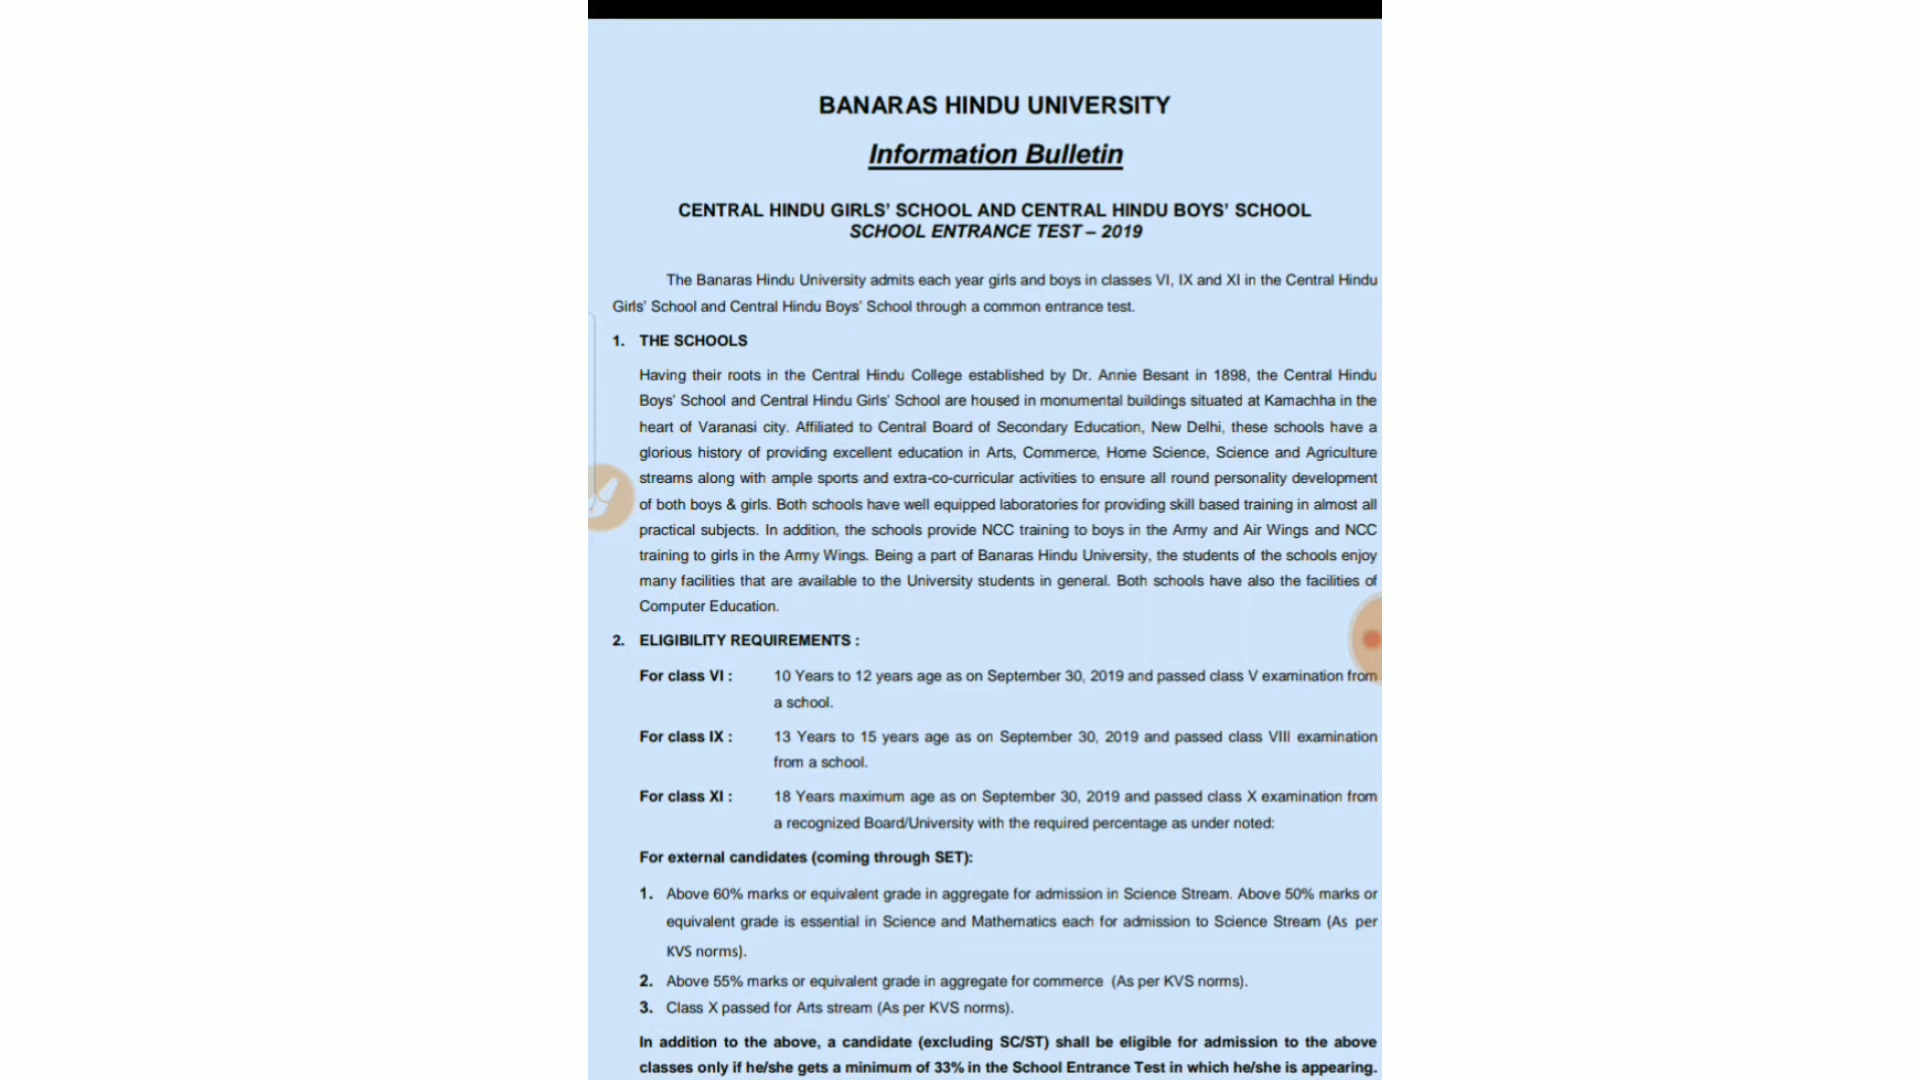 BANARAS HINDU UNIVERSITY
Information Bulletin
CENTRAL HINDU GIRLS' SCHOOL AND CENTRAL HINDU BOYS' SCHOOL
SCHOOL ENTRANCE TEST – 2019
The Banaras Hindu University admits each year girls and boys in classes VI, IX and XI in the Central Hindu
Girls' School and Central Hindu Boys' School through a common entrance test.
1. THE SCHOOLS
Having their roots in the Central Hindu College established by Dr. Annie Besant in 1898, the Central Hindu
Boys' School and Central Hindu Girls' School are housed in monumental buildings situated at Kamachha in the
heart of Varanasi city. Affiliated to Central Board of Secondary Education, New Delhi, these schools have a
glorious history of providing excellent education in Arts, Commerce, Home Science, Science and Agriculture
streams along with ample sports and extra-co-curricular activities to ensure all round personality development
of both boys & girls. Both schools have well equipped laboratories for providing skill based training in almost all
practical subjects. In addition, the schools provide NCC training to boys in the Army and Air Wings and NCC
training to girls in the Army Wings. Being a part of Banaras Hindu University, the students of the schools enjoy
many facilities that are available to the University students in general. Both schools have also the facilities of
Computer Education.
2. ELIGIBILITY REQUIREMENTS :
For class VI : 10 Years to 12 years age as on September 30, 2019 and passed class V examination from
a school.
For class IX : 13 Years to 15 years age as on September 30, 2019 and passed class VIII examination
from a school.
For class XI : 18 Years maximum age as on September 30, 2019 and passed class X examination from
a recognized Board/University with the required percentage as under noted:
For external candidates (coming through SET):
1. Above 60% marks or equivalent grade in aggregate for admission in Science Stream. Above 50% marks or
equivalent grade is essential in Science and Mathematics each for admission to Science Stream (As per
KVS norms).
2. Above 55% marks or equivalent grade in aggregate for commerce (As per KVS norms).
3. Class X passed for Arts stream (As per KVS norms).
In addition to the above, a candidate (excluding SC/ST) shall be eligible for admission to the above
classes only if he/she gets a minimum of 33% in the School Entrance Test in which he/she is appearing.